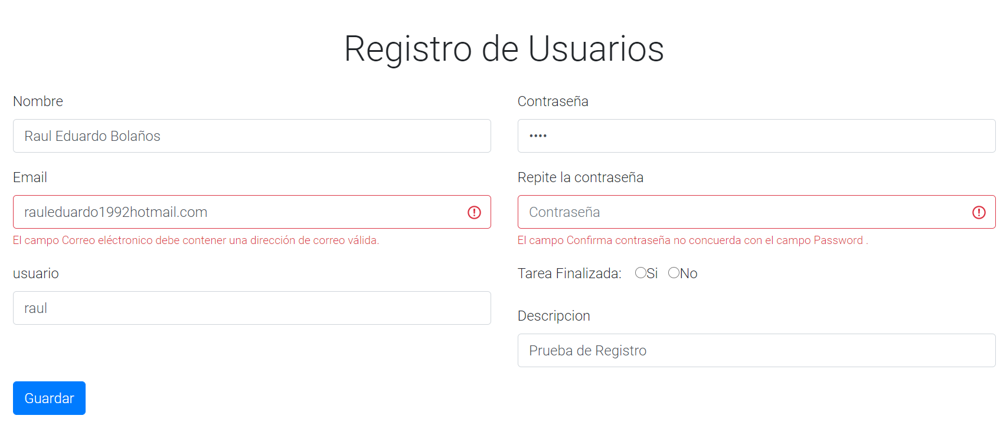 Registro de Usuarios
Nombre
Raul Eduardo Bolaños
Email
rauleduardo1992hotmail.com
El campo Correo eléctronico debe contener una dirección de correo válida.
usuario
raul
Contraseña
••••
Repite la contraseña
Contraseña
El campo Confirma contraseña no concuerda con el campo Password .
Tarea Finalizada: Si No
Descripcion
Prueba de Registro
Guardar